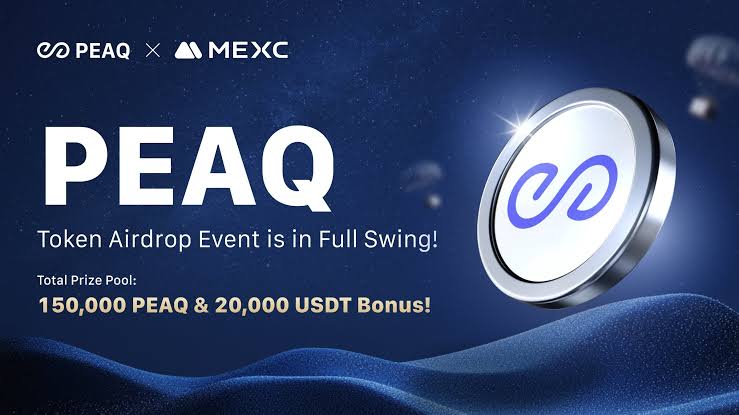 PEAQ × MEXC
PEAQ
Token Airdrop Event is in Full Swing!
Total Prize Pool:
150,000 PEAQ & 20,000 USDT Bonus!